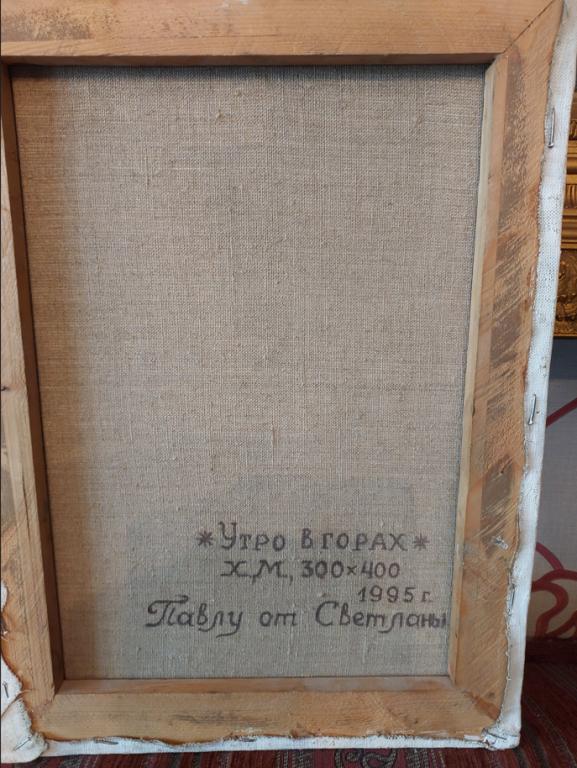 *Утро в горах*
Х,М, 300×400
1995 г.
Павлу от Светланы